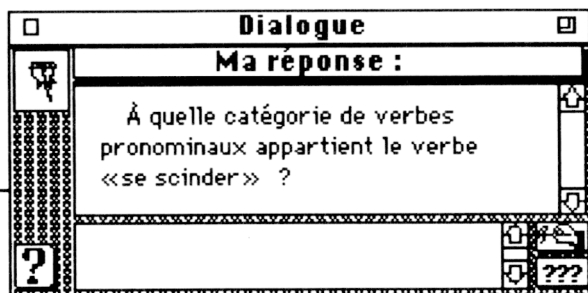 Dialogue
Ma réponse :
À quelle catégorie de verbes
pronominaux appartient le verbe
«se scinder» ?
?
???